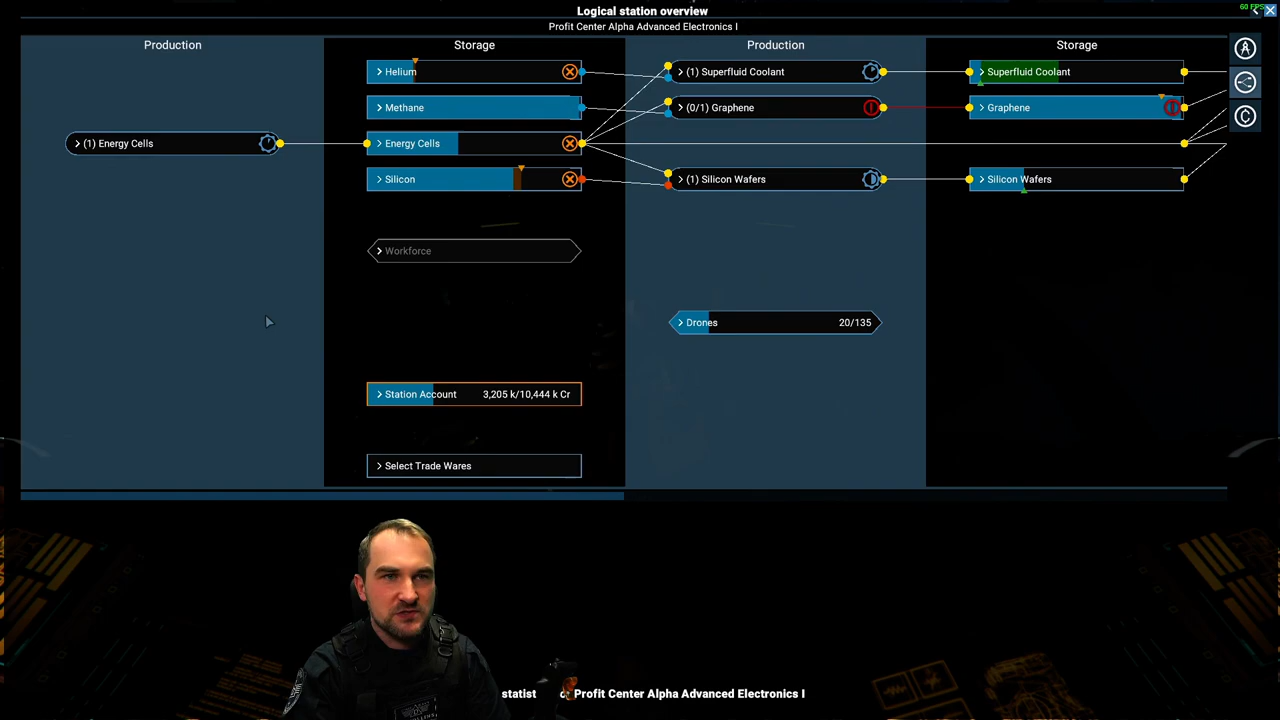 Logical station overview
60 FPS
Profit Center Alpha Advanced Electronics I
Production
Storage
Production
Storage
Helium
(1) Superfluid Coolant
Superfluid Coolant
Methane
(0/1) Graphene
Graphene
(1) Energy Cells
Energy Cells
Silicon
(1) Silicon Wafers
Silicon Wafers
Workforce
Drones
20/135
Station Account
3,205 k/10,444 k Cr
Select Trade Wares
statist
Profit Center Alpha Advanced Electronics I